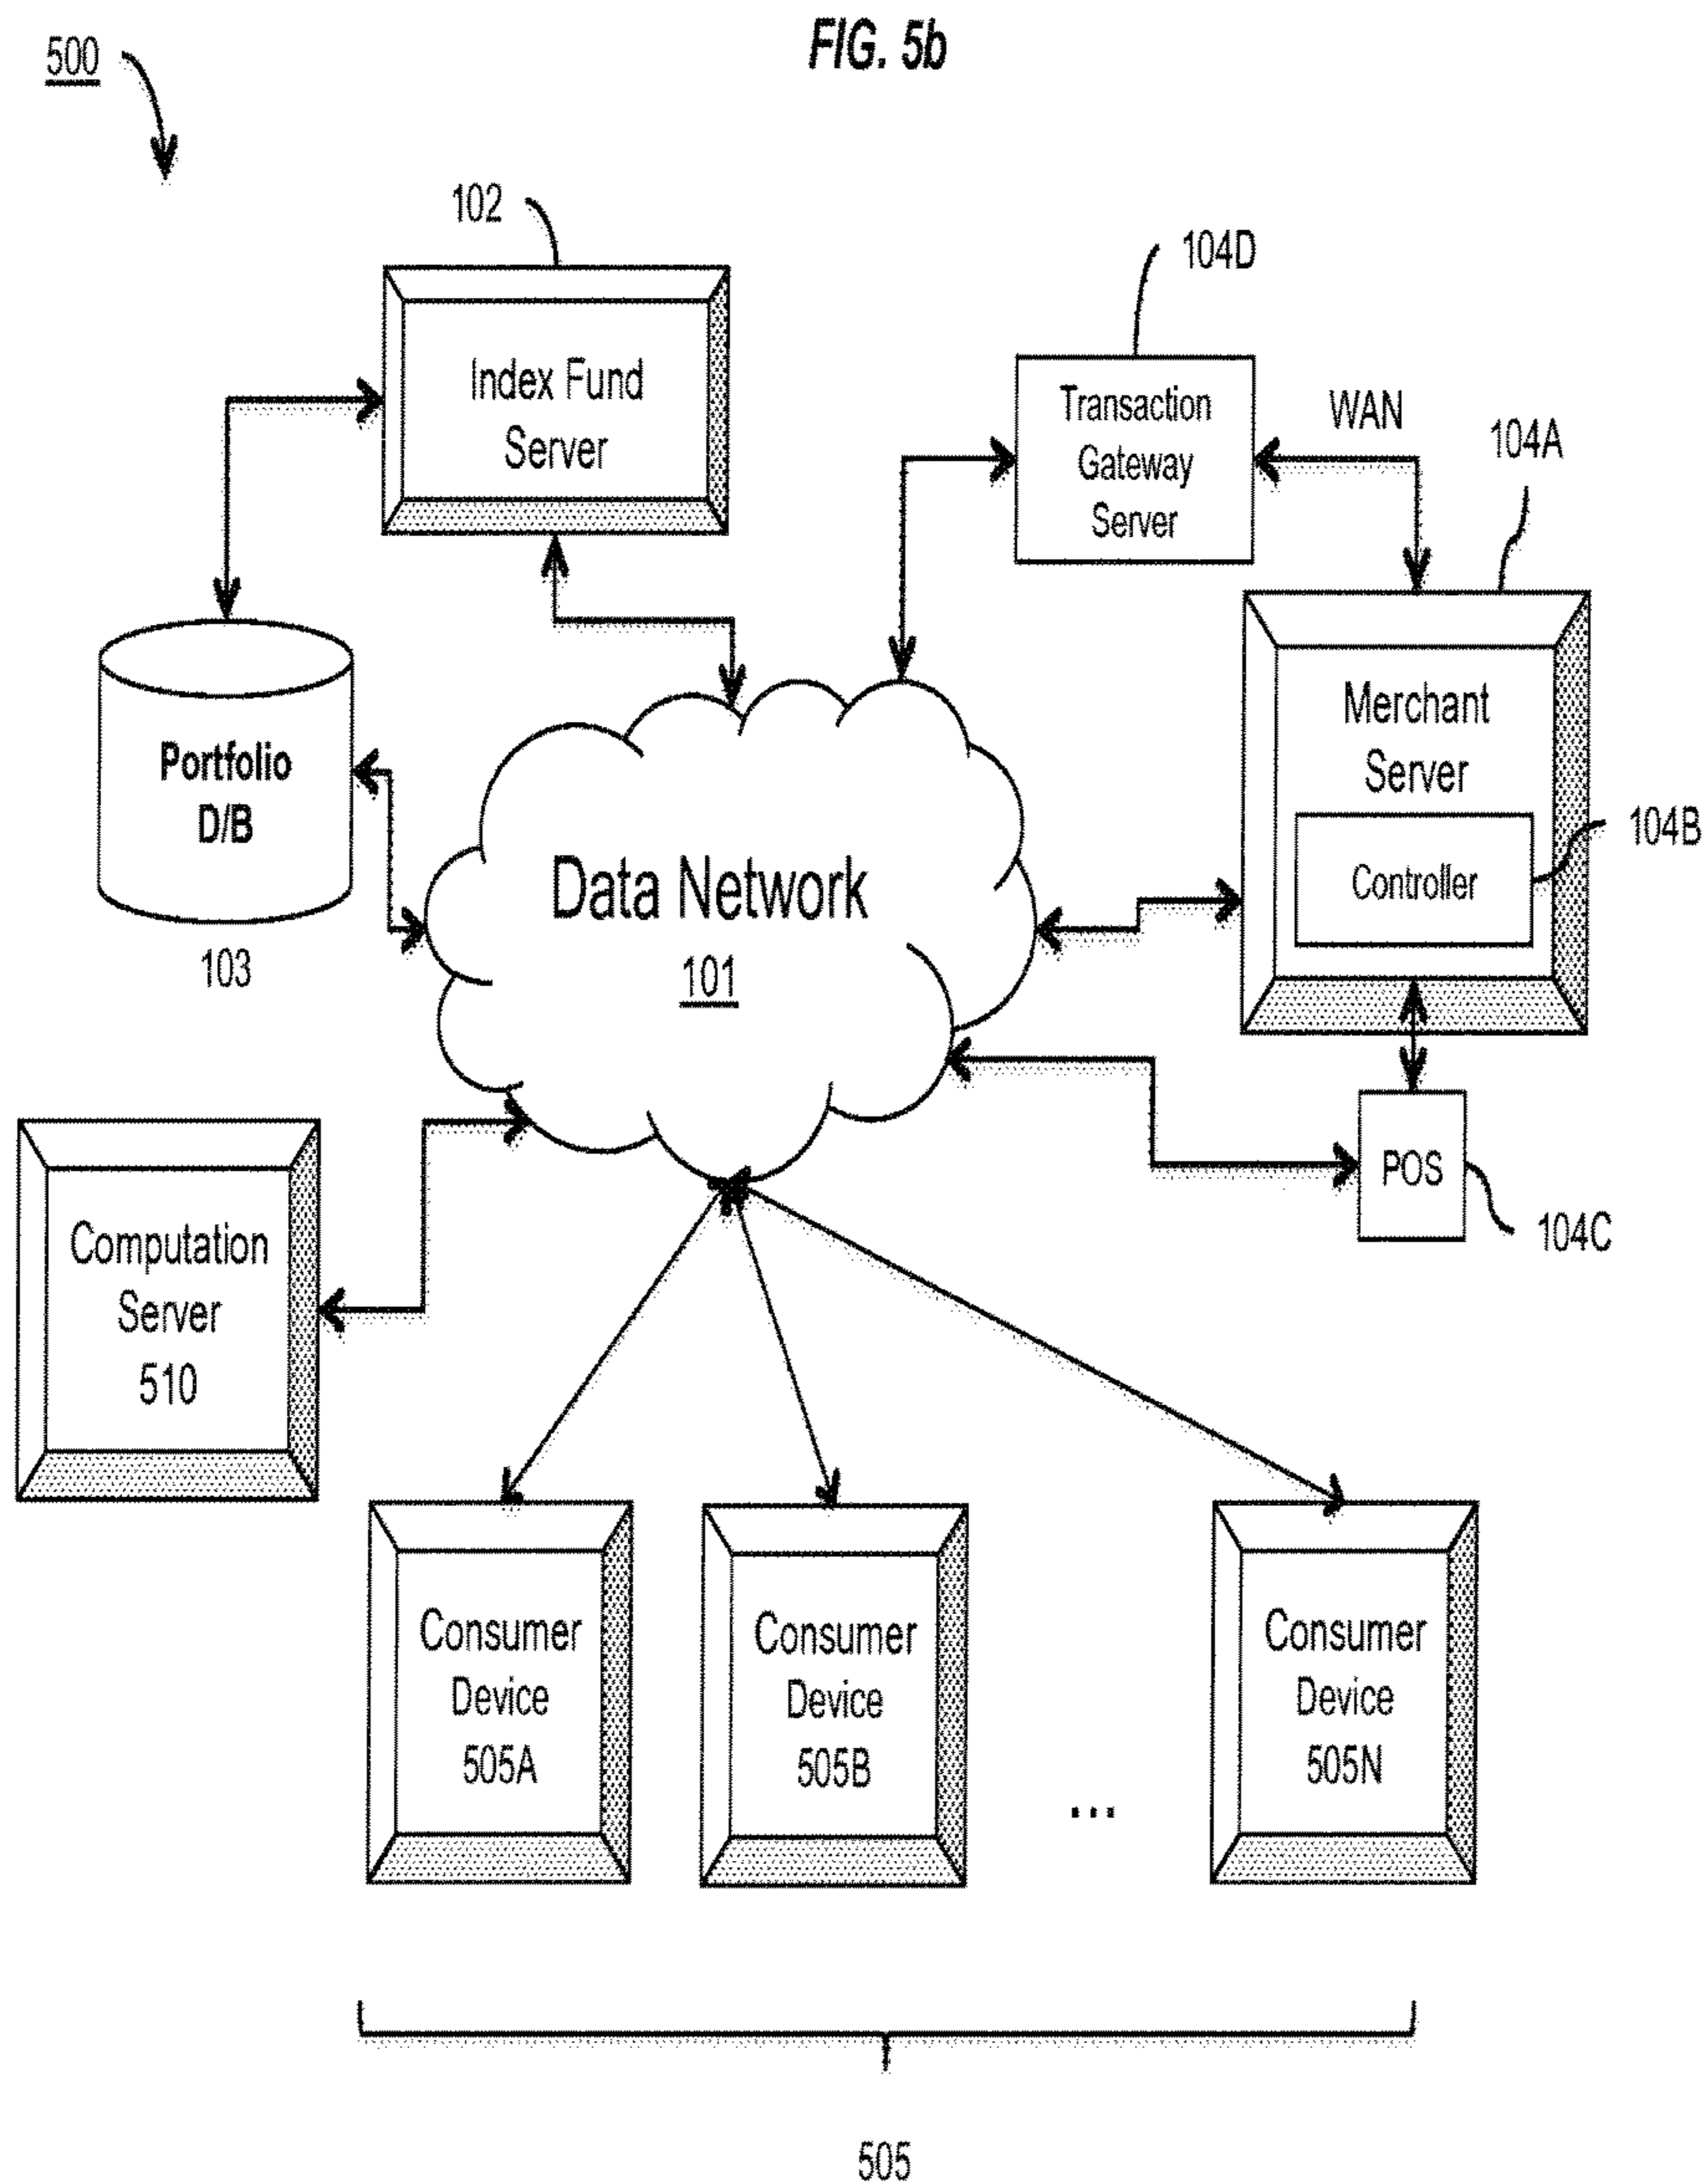 FIG. 5b
500
102
104D
Index Fund
Server
Transaction
Gateway
Server
WAN
104A
Portfolio
D/B
103
Merchant
Server
Controller
104B
Data Network
101
POS
104C
Computation
Server
510
Consumer
Device
505A
Consumer
Device
505B
...
Consumer
Device
505N
505